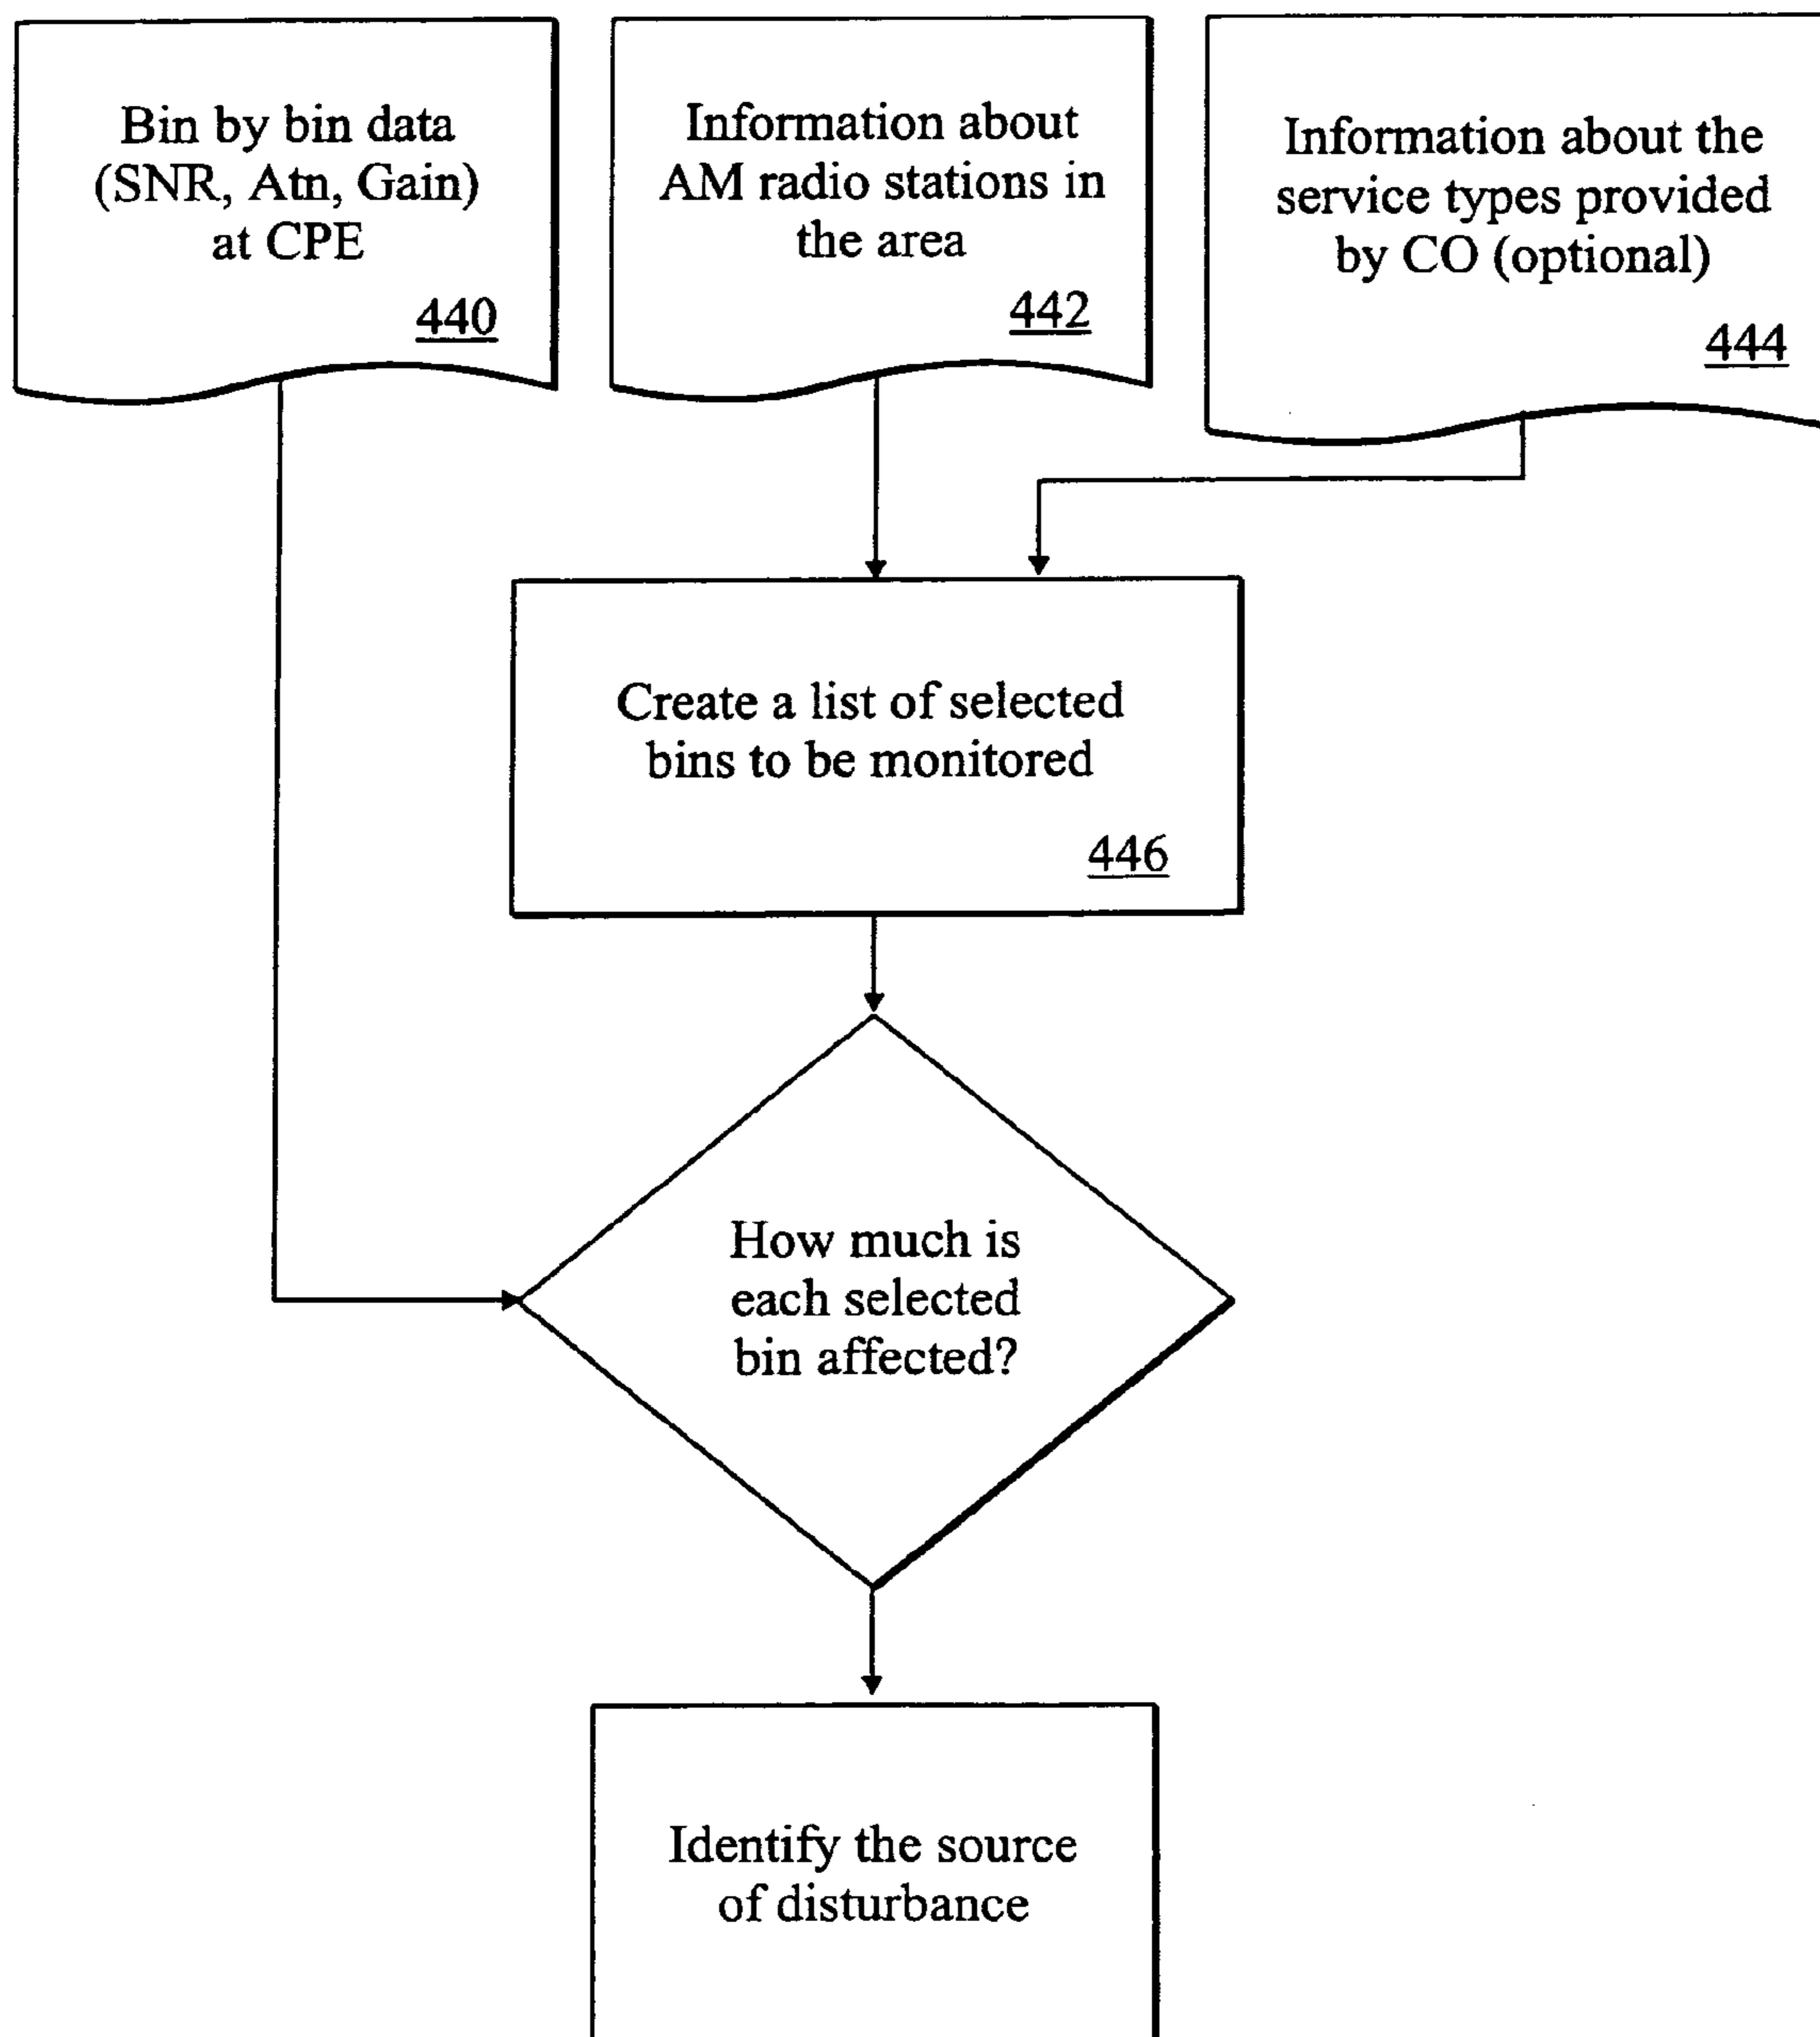 Bin by bin data
(SNR, Atn, Gain)
at CPE
440
Information about
AM radio stations in
the area
442
Information about the
service types provided
by CO (optional)
444
Create a list of selected
bins to be monitored
446
How much is
each selected
bin affected?
Identify the source
of disturbance